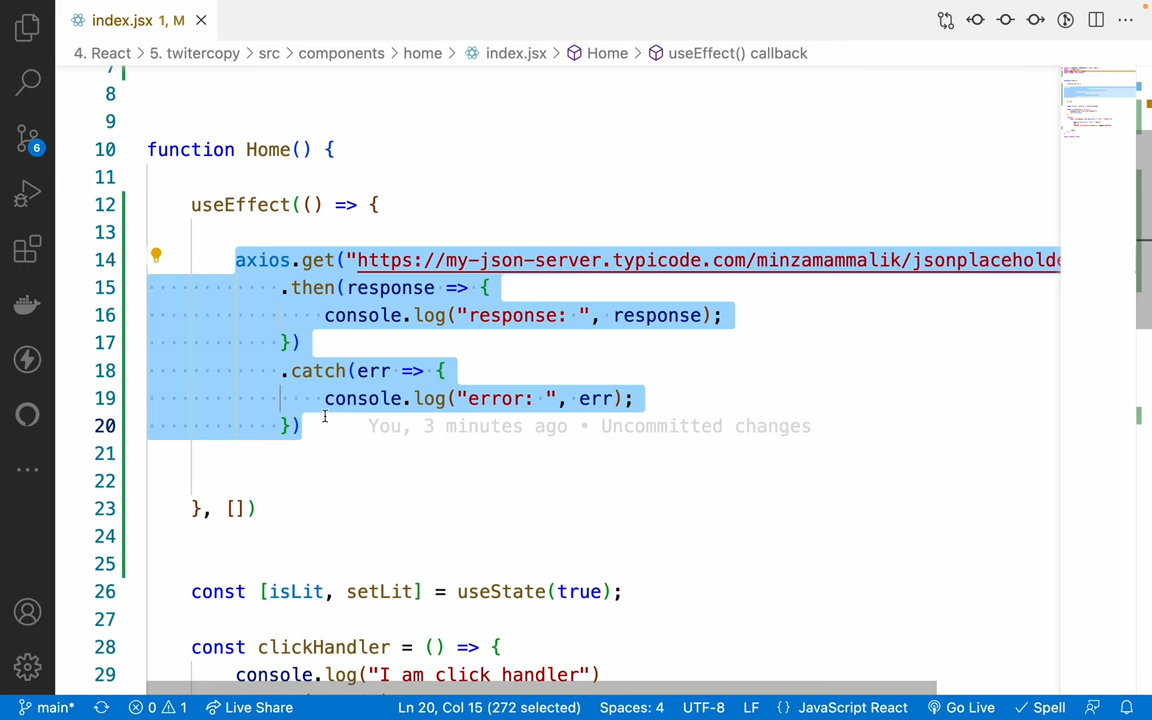 index.jsx 1, M
4. React > 5. twitercopy > src > components > home > index.jsx > Home > useEffect() callback
7
8
9
10 function Home() {
11
12 useEffect(() => {
13
14 axios.get("https://my-json-server.typicode.com/minzamammalik/jsonplaceholde
15 .then(response => {
16 console.log("response: ", response);
17 })
18 .catch(err => {
19 console.log("error: ", err);
20 }) You, 3 minutes ago • Uncommitted changes
21
22
23 }, [])
24
25
26 const [isLit, setLit] = useState(true);
27
28 const clickHandler = () => {
29 console.log("I am click handler")
6
main* 0 1 Live Share Ln 20, Col 15 (272 selected) Spaces: 4 UTF-8 LF {} JavaScript React Go Live Spell